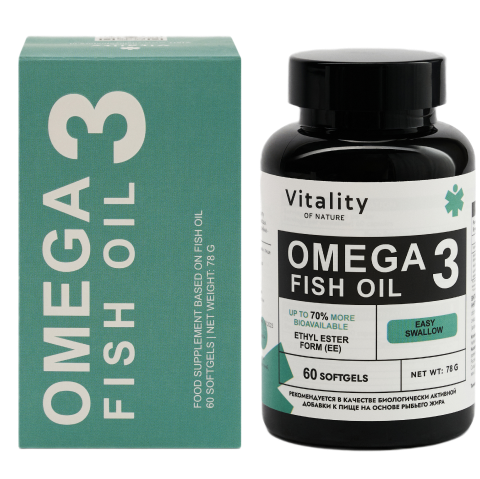 OMEGA 3
FISH OIL
FOOD SUPPLEMENT BASED ON FISH OIL
60 SOFTGELS | NET WEIGHT: 78 G
Vitality
OF NATURE
OMEGA 3
FISH OIL
UP TO 70% MORE
BIOAVAILABLE
ETHYL ESTER
FORM (EE)
EASY
SWALLOW
60 SOFTGELS
NET WT: 78 G
РЕКОМЕНДУЕТСЯ В КАЧЕСТВЕ БИОЛОГИЧЕСКИ АКТИВНОЙ
ДОБАВКИ К ПИЩЕ НА ОСНОВЕ РЫБЬЕГО ЖИРА